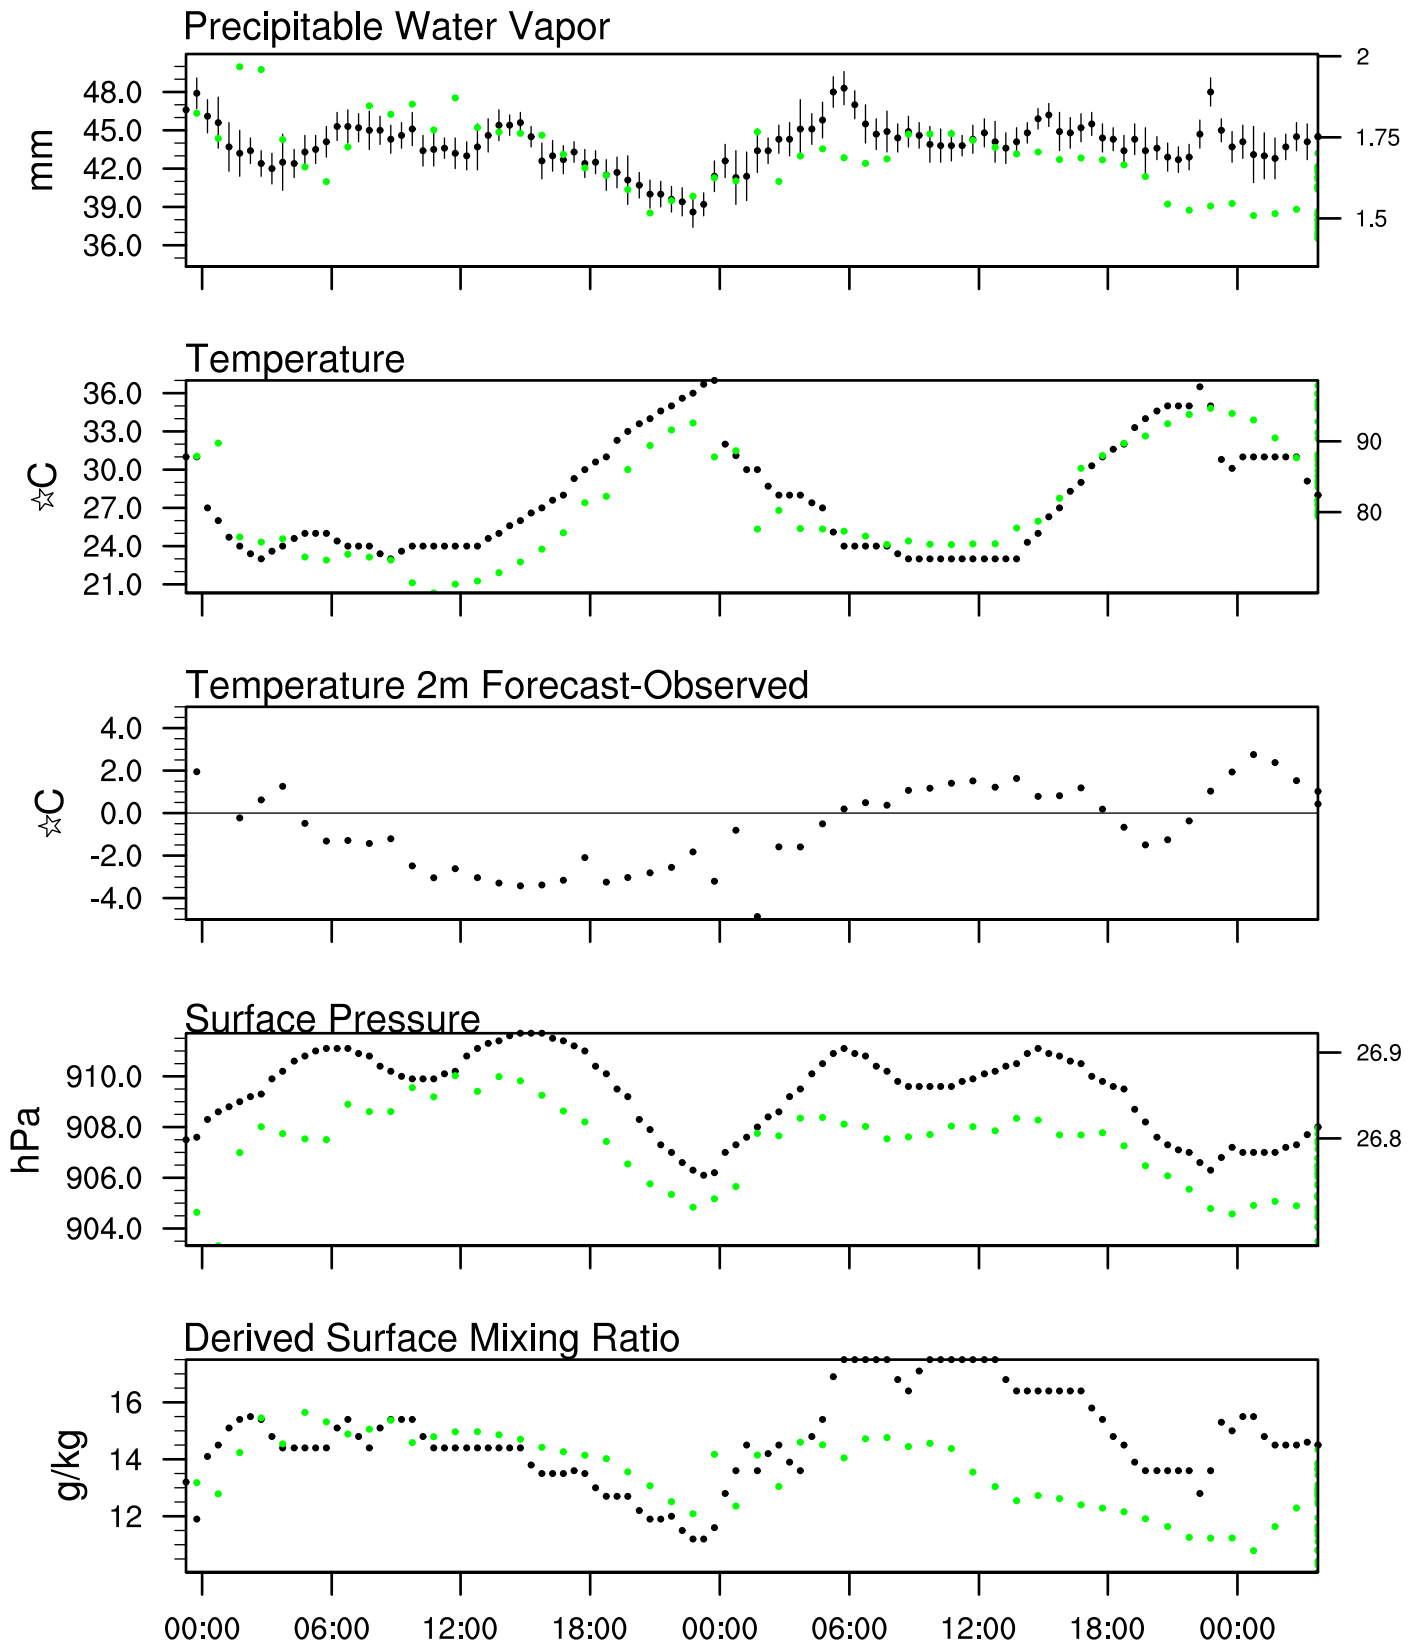 Precipitable Water Vapor
48.0
45.0
42.0
39.0
36.0
mm
2
1.75
1.5
Temperature
36.0
33.0
30.0
27.0
24.0
21.0
☆C
90
80
Temperature 2m Forecast-Observed
4.0
2.0
0.0
-2.0
-4.0
☆C
Surface Pressure
910.0
908.0
906.0
904.0
hPa
26.9
26.8
Derived Surface Mixing Ratio
16
14
12
g/kg
00:00 06:00 12:00 18:00 00:00 06:00 12:00 18:00 00:00